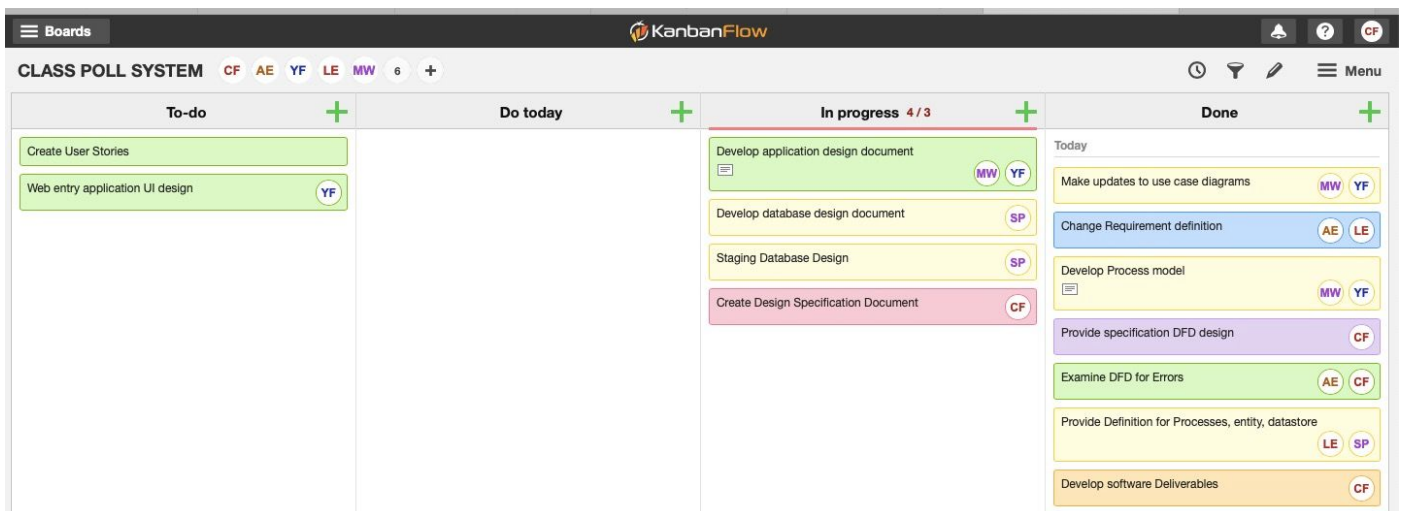 Boards
KanbanFlow
CF
CLASS POLL SYSTEM CF AE YF LE MW 6 +
Menu
To-do
Create User Stories
Web entry application UI design
YF
Do today
In progress 4 / 3
Develop application design document
MW YF
Develop database design document
SP
Staging Database Design
SP
Create Design Specification Document
CF
Done
Today
Make updates to use case diagrams
MW YF
Change Requirement definition
AE LE
Develop Process model
MW YF
Provide specification DFD design
CF
Examine DFD for Errors
AE CF
Provide Definition for Processes, entity, datastore
LE SP
Develop software Deliverables
CF